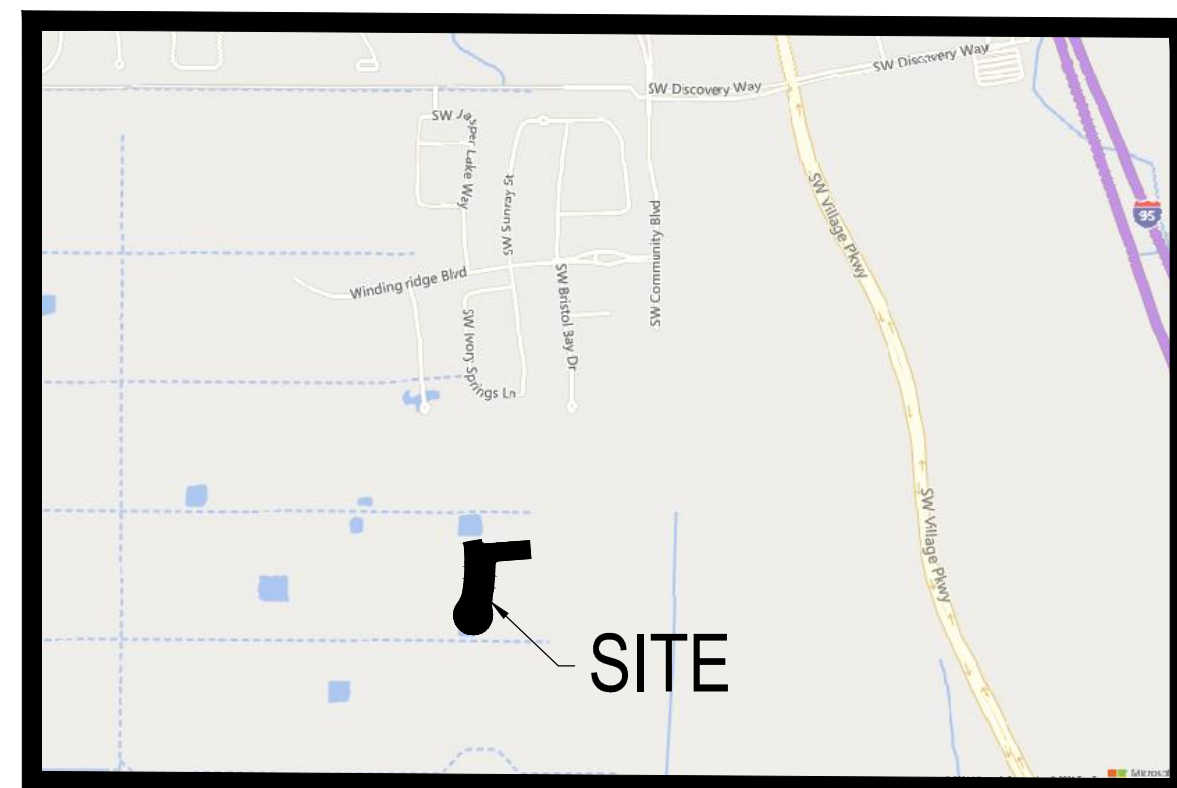 SW Discovery Way
SW Discovery Way
SW Jasper Lake Way
SW Sunray St
SW Community Blvd
SW Village Pkwy
95
Winding ridge Blvd
SW Ivory Springs Ln
SW Bristol Bay Dr
SW Village Pkwy
SITE